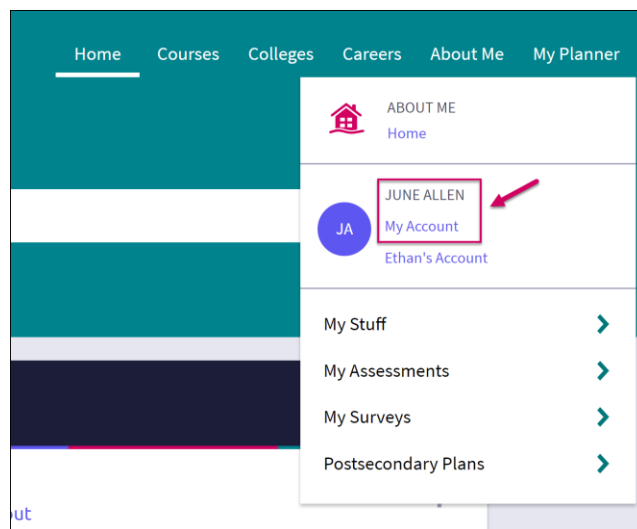 Home Courses Colleges Careers About Me My Planner
ABOUT ME
Home
JUNE ALLEN
JA
My Account
Ethan's Account
My Stuff
My Assessments
My Surveys
Postsecondary Plans
out